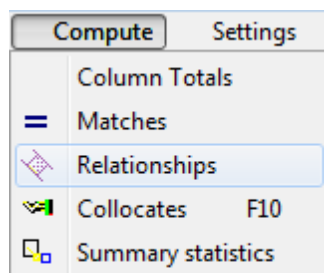 Compute Settings
Column Totals
Matches
Relationships
Collocates F10
Summary statistics